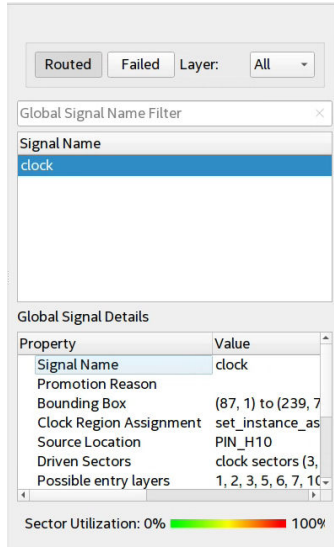 Routed Failed Layer: All
Global Signal Name Filter
Signal Name
clock
Global Signal Details
Property Value
Signal Name clock
Promotion Reason
Bounding Box (87, 1) to (239, 7
Clock Region Assignment set_instance_as
Source Location PIN_H10
Driven Sectors clock sectors (3,
Possible entry layers 1, 2, 3, 5, 6, 7, 10
Sector Utilization: 0% 100%